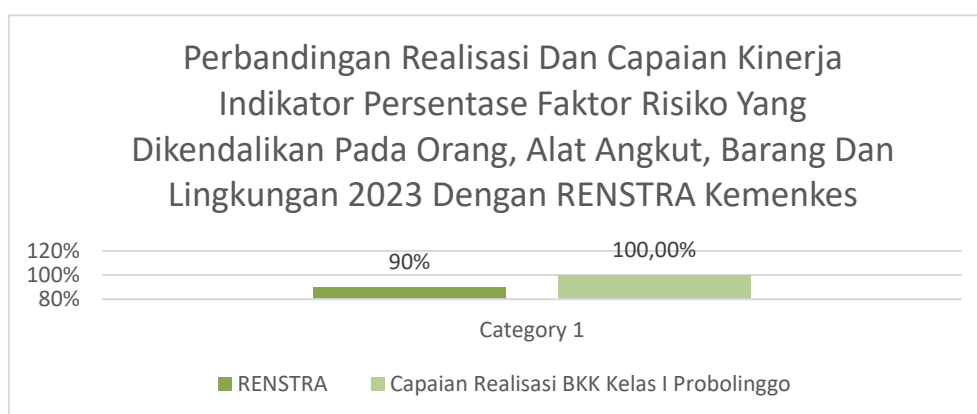 Perbandingan Realisasi Dan Capaian Kinerja
Indikator Persentase Faktor Risiko Yang
Dikendalikan Pada Orang, Alat Angkut, Barang Dan
Lingkungan 2023 Dengan RENSTRA Kemenkes
120%
100%
80%
90%
100,00%
Category 1
RENSTRA
Capaian Realisasi BKK Kelas I Probolinggo